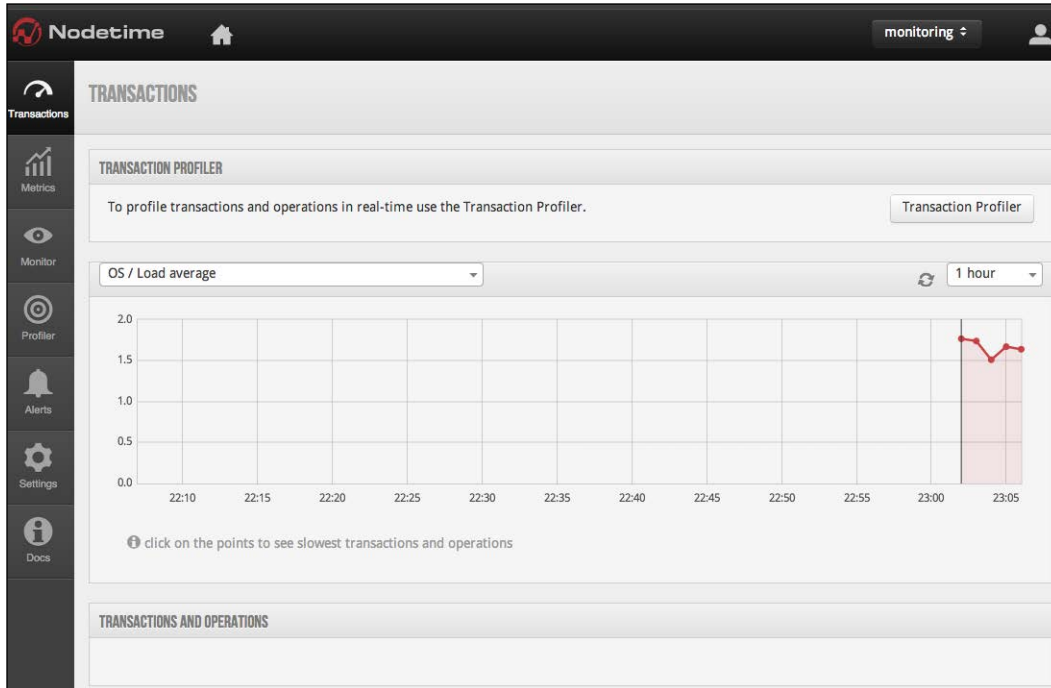 Nodetime
monitoring
Transactions
Metrics
Monitor
Profiler
Alerts
Settings
Docs
TRANSACTIONS
TRANSACTION PROFILER
To profile transactions and operations in real-time use the Transaction Profiler.
Transaction Profiler
OS / Load average
1 hour
2.0
1.5
1.0
0.5
0.0
22:10 22:15 22:20 22:25 22:30 22:35 22:40 22:45 22:50 22:55 23:00 23:05
click on the points to see slowest transactions and operations
TRANSACTIONS AND OPERATIONS